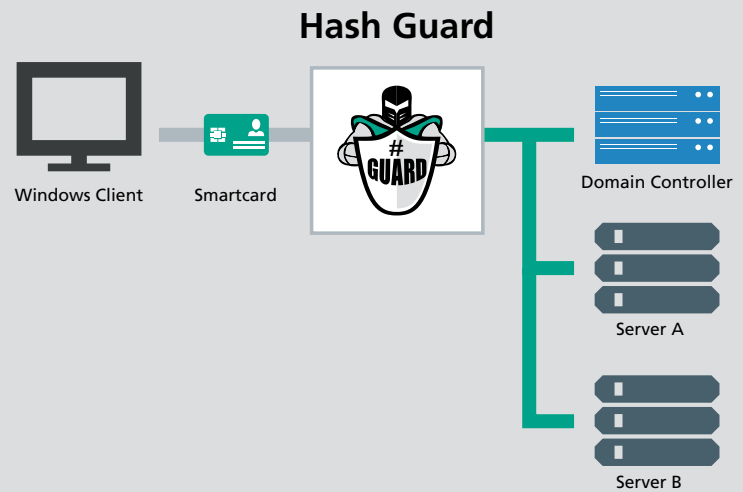 Hash Guard
#
GUARD
Windows Client
Smartcard
Domain Controller
Server A
Server B